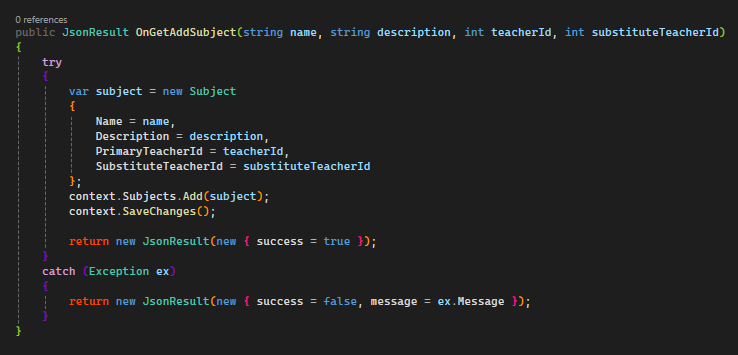 0 references
public JsonResult OnGetAddSubject(string name, string description, int teacherId, int substituteTeacherId)
{
try
{
var subject = new Subject
{
Name = name,
Description = description,
PrimaryTeacherId = teacherId,
SubstituteTeacherId = substituteTeacherId
};
context.Subjects.Add(subject);
context.SaveChanges();
return new JsonResult(new { success = true });
}
catch (Exception ex)
{
return new JsonResult(new { success = false, message = ex.Message });
}
}